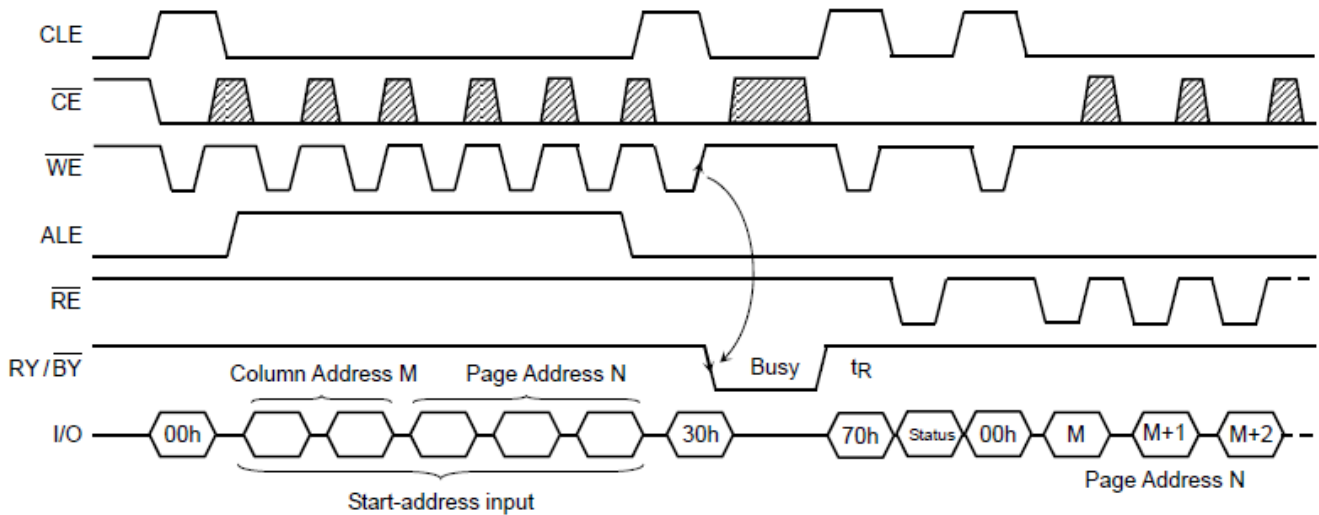 CLE
CE
WE
ALE
RE
RY / BY Busy tR
Column Address M Page Address N
I/O 00h 30h 70h Status 00h M M+1 M+2
Start-address input Page Address N